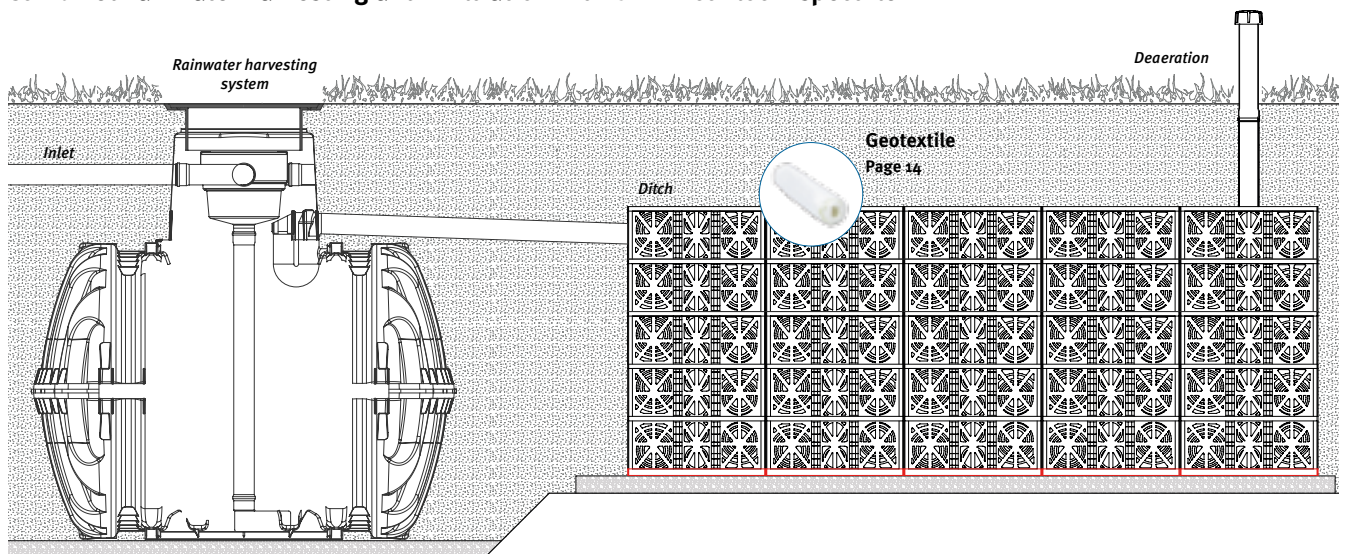 Rainwater harvesting
system
Deaeration
Inlet
Geotextile
Page 14
Ditch